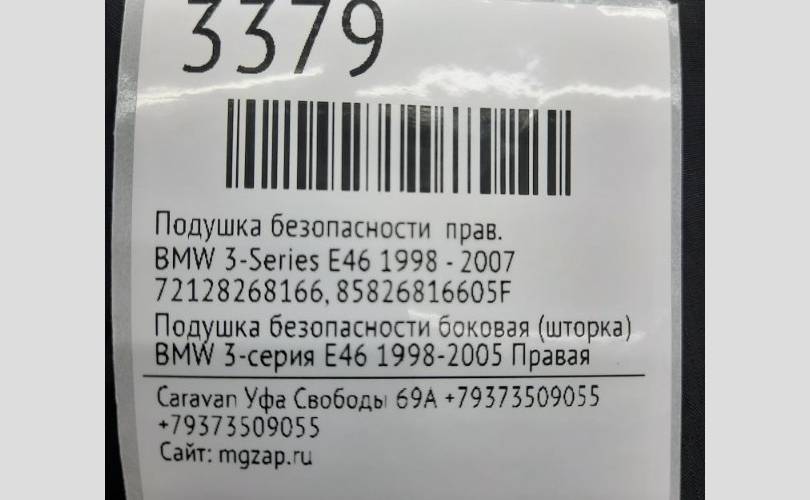 3379
Подушка безопасности прав.
BMW 3-Series E46 1998 - 2007
72128268166, 85826816605F
Подушка безопасности боковая (шторка)
BMW 3-серия E46 1998-2005 Правая
Caravan Уфа Свободы 69А +79373509055
+79373509055
Сайт: mgzap.ru